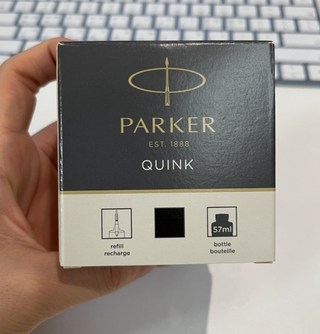 PARKER
EST. 1888
QUINK
refill
recharge
57ml
bottle
bouteille